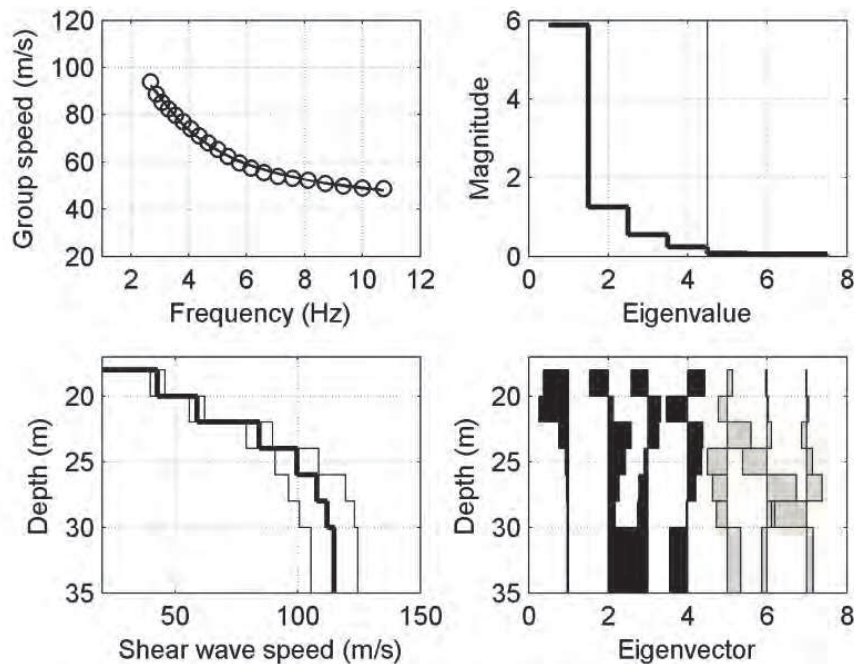 120
100
80
60
40
20
Group speed (m/s)
2 4 6 8 10 12
Frequency (Hz)
6
4
2
0
Magnitude
0 2 4 6 8
Eigenvalue
20
25
30
35
Depth (m)
50 100 150
Shear wave speed (m/s)
20
25
30
35
Depth (m)
0 2 4 6 8
Eigenvector